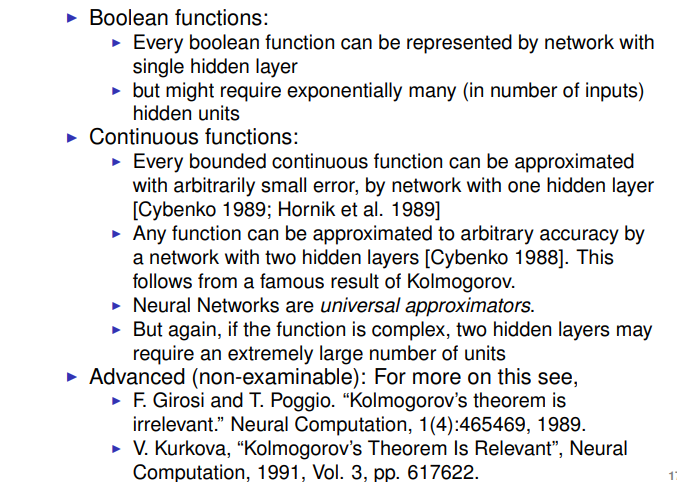 ▶ Boolean functions:
▶ Every boolean function can be represented by network with
single hidden layer
▶ but might require exponentially many (in number of inputs)
hidden units
▶ Continuous functions:
▶ Every bounded continuous function can be approximated
with arbitrarily small error, by network with one hidden layer
[Cybenko 1989; Hornik et al. 1989]
▶ Any function can be approximated to arbitrary accuracy by
a network with two hidden layers [Cybenko 1988]. This
follows from a famous result of Kolmogorov.
▶ Neural Networks are universal approximators.
▶ But again, if the function is complex, two hidden layers may
require an extremely large number of units
▶ Advanced (non-examinable): For more on this see,
▶ F. Girosi and T. Poggio. “Kolmogorov’s theorem is
irrelevant.” Neural Computation, 1(4):465469, 1989.
▶ V. Kurkova, “Kolmogorov’s Theorem Is Relevant”, Neural
Computation, 1991, Vol. 3, pp. 617622.